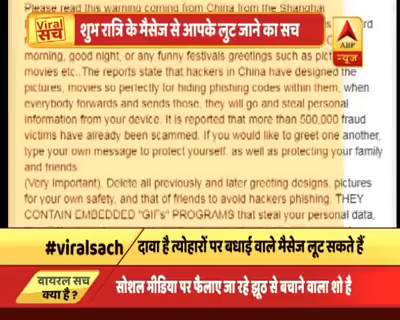 Please read this warning coming from China from the Shanghai
Viral
सच
शुभ रात्रि के मैसेज से आपके लुट जाने का सच
abp
ABP
न्यूज़
morning, good night, or any funny festivals greetings such as
movies etc..The reports state that hackers in China have designed the
pictures, movies so perfectly for hiding phishing codes within them, when
everybody forwards and sends those, they will go and steal personal
information from your device. It is reported that more than 500,000 fraud
victims have already been scammed. If you would like to greet one another,
type your own message to protect yourself. as well as protecting your family
and friends
(Very Important), Delete all previously and later greeting designs, pictures
for your own safety, and that of friends to avoid hackers phishing. THEY
CONTAIN EMBEDDED "GIFs" PROGRAMS that steal your personal data,
#viralsach
दावा है त्योहारों पर बधाई वाले मैसेज लूट सकते हैं
वायरल सच
क्या है ?
सोशल मीडिया पर फैलाए जा रहे झूठ से बचाने वाला शो है